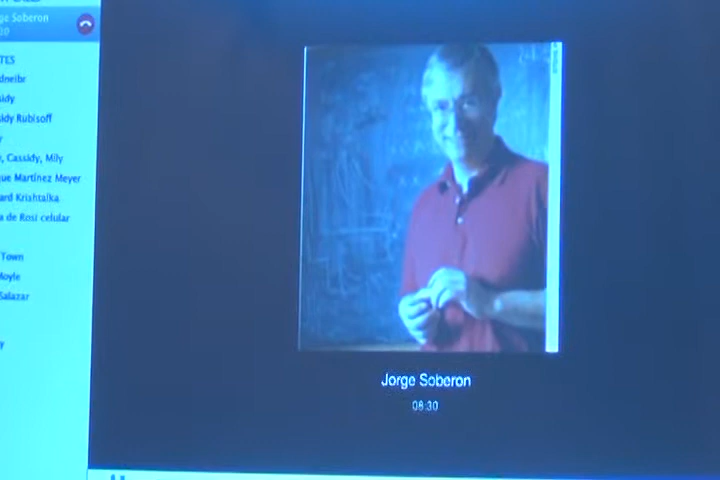 ge Soberon
TES
dneibr
sidy
sidy Rubisoff
, Cassidy, Mily
ue Martínez Meyer
ard Krishtalka
a de Rosi celular
Town
Moyle
Salazar
Jorge Soberon
08:30